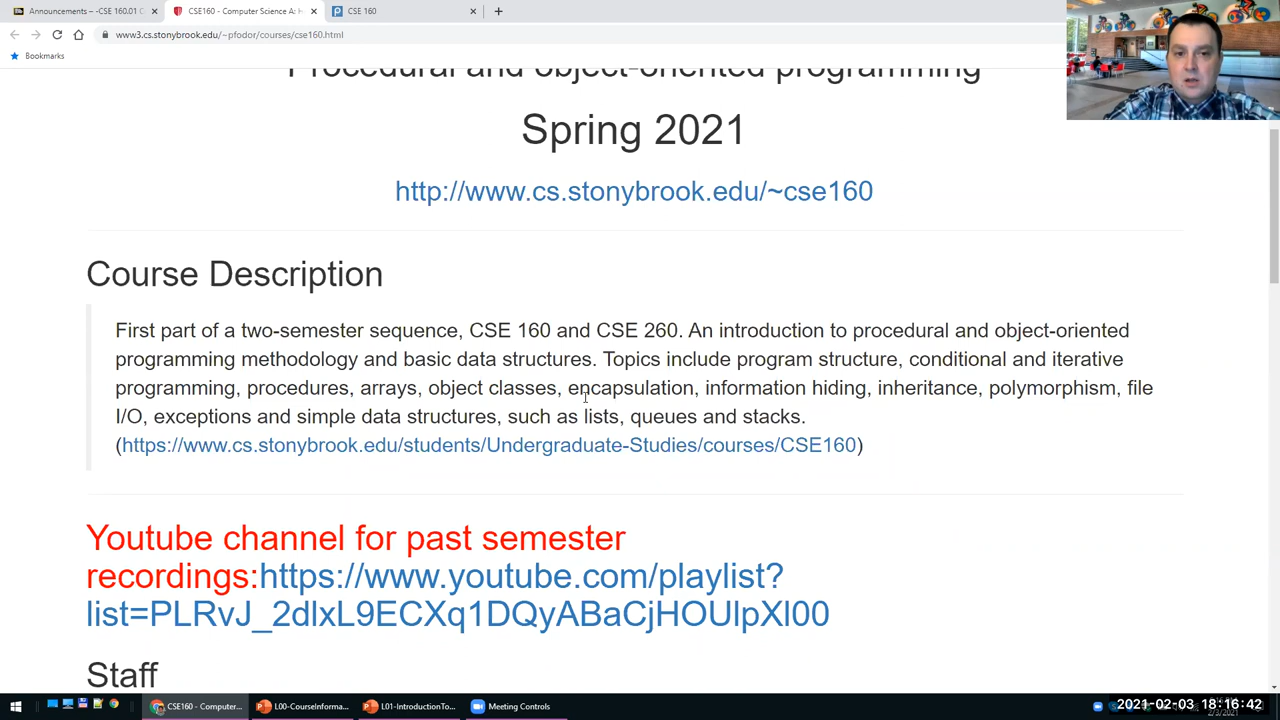 Announcements – -CSE 160.01 C
CSE160 - Computer Science A: H
CSE 160
www3.cs.stonybrook.edu/~pfodor/courses/cse160.html
Bookmarks
Procedural and object-oriented programming
Spring 2021
http://www.cs.stonybrook.edu/~cse160
Course Description
First part of a two-semester sequence, CSE 160 and CSE 260. An introduction to procedural and object-oriented
programming methodology and basic data structures. Topics include program structure, conditional and iterative
programming, procedures, arrays, object classes, encapsulation, information hiding, inheritance, polymorphism, file
I/O, exceptions and simple data structures, such as lists, queues and stacks.
(https://www.cs.stonybrook.edu/students/Undergraduate-Studies/courses/CSE160)
Youtube channel for past semester
recordings:https://www.youtube.com/playlist?
list=PLRvJ_2dlxL9ECXq1DQyABaCjHOUlpXl00
Staff
CSE160 - Computer...
L00-CourseInforma...
L01-IntroductionTo...
Meeting Controls
2021-02-03 18:16:42